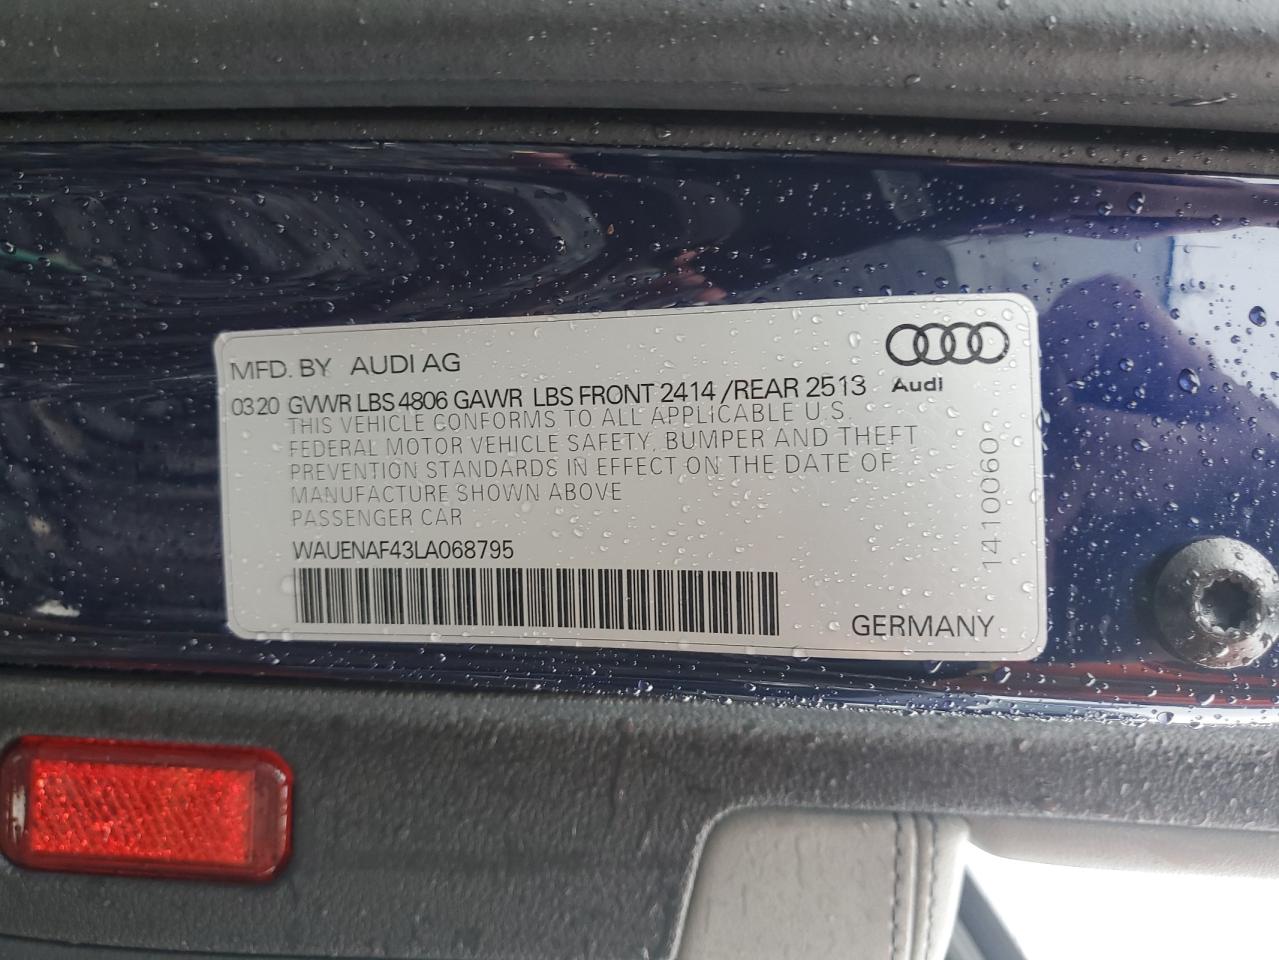 MFD. BY AUDI AG
Audi
0320 GVWR LBS 4806 GAWR LBS FRONT 2414 /REAR 2513
THIS VEHICLE CONFORMS TO ALL APPLICABLE U.S.
FEDERAL MOTOR VEHICLE SAFETY, BUMPER AND THEFT
PREVENTION STANDARDS IN EFFECT ON THE DATE OF
MANUFACTURE SHOWN ABOVE
PASSENGER CAR
WAUENAF43LA068795
GERMANY
1410060